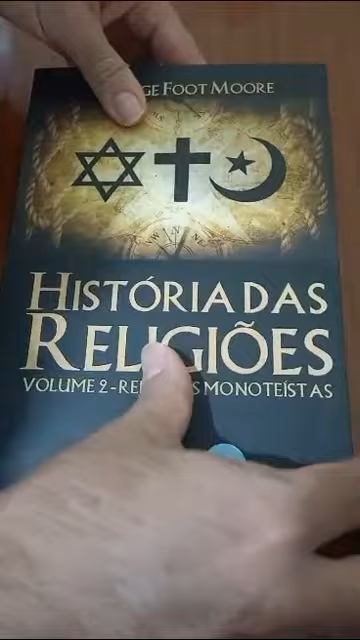 GE FOOT MOORE
HISTÓRIA DAS
RELIGIÕES
VOLUME 2 - RE S MONOTEÍSTAS